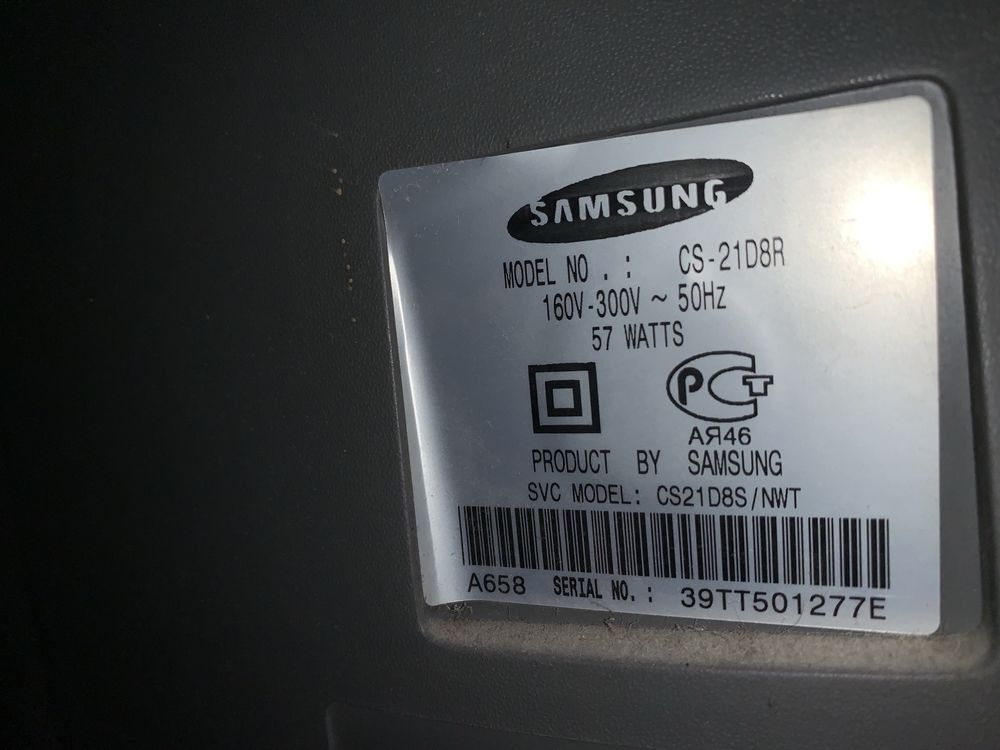 SAMSUNG
MODEL NO . : CS-21D8R
160V-300V ~ 50Hz
57 WATTS
РСТ
АЯ46
PRODUCT BY SAMSUNG
SVC MODEL: CS21D8S/NWT
A658 SERIAL NO. : 39TT501277E